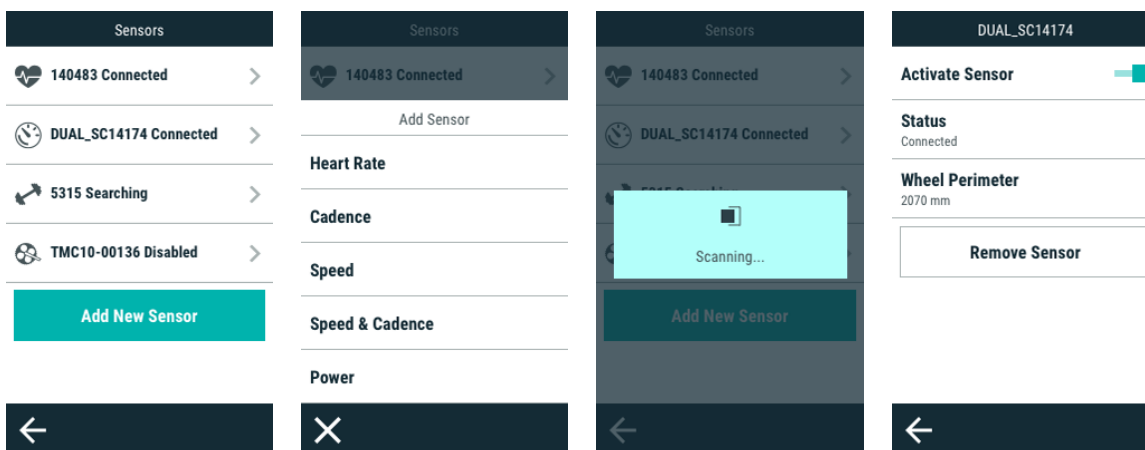 Sensors
140483 Connected
DUAL_SC14174 Connected
5315 Searching
TMC10-00136 Disabled
Add New Sensor
Sensors
140483 Connected
Add Sensor
Heart Rate
Cadence
Speed
Speed & Cadence
Power
Sensors
140483 Connected
DUAL_SC14174 Connected
5315 Searching
Scanning...
Add New Sensor
DUAL_SC14174
Activate Sensor
Status
Connected
Wheel Perimeter
2070 mm
Remove Sensor